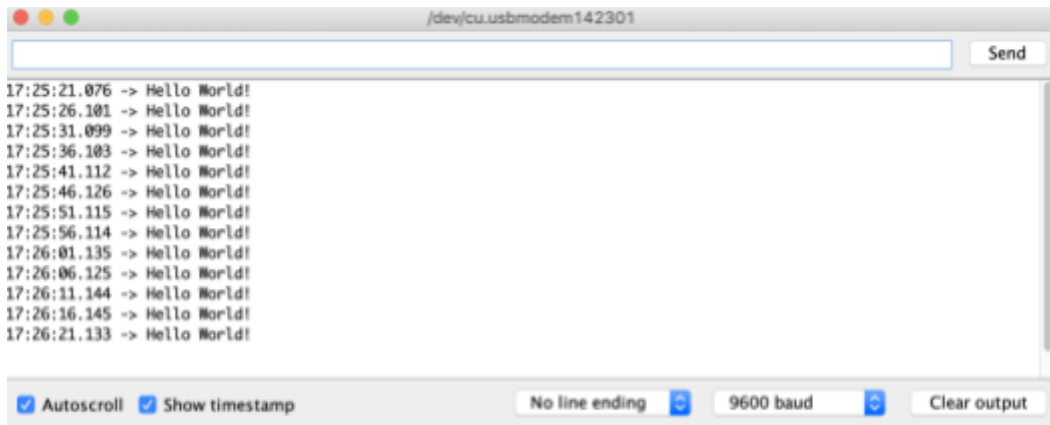 /dev/cu.usbmodem142301
Send
17:25:21.076 -> Hello World!
17:25:26.101 -> Hello World!
17:25:31.099 -> Hello World!
17:25:36.103 -> Hello World!
17:25:41.112 -> Hello World!
17:25:46.126 -> Hello World!
17:25:51.115 -> Hello World!
17:25:56.114 -> Hello World!
17:26:01.135 -> Hello World!
17:26:06.125 -> Hello World!
17:26:11.144 -> Hello World!
17:26:16.145 -> Hello World!
17:26:21.133 -> Hello World!
Autoscroll Show timestamp No line ending 9600 baud Clear output